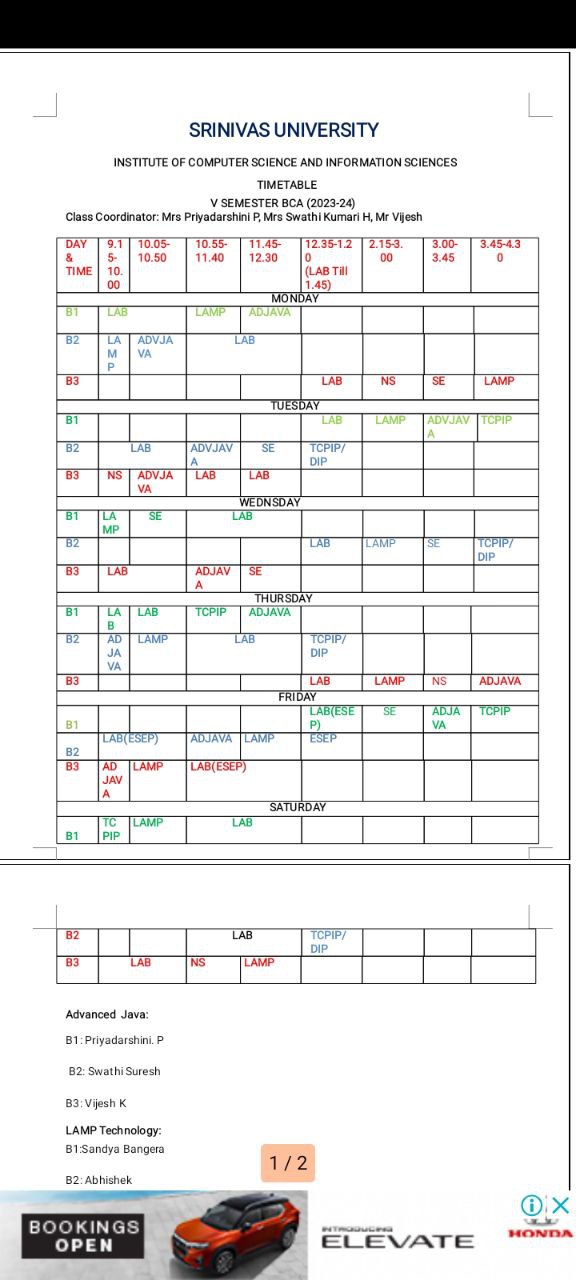 SRINIVAS UNIVERSITY
INSTITUTE OF COMPUTER SCIENCE AND INFORMATION SCIENCES
TIMETABLE
V SEMESTER BCA (2023-24)
Class Coordinator: Mrs Priyadarshini P, Mrs Swathi Kumari H, Mr Vijesh
DAY & TIME 9.15-10.00 10.05-10.50 10.55-11.40 11.45-12.30 12.35-1.20 (LAB Till 1.45) 2.15-3.00 3.00-3.45 3.45-4.30
MONDAY
B1 LAB LAMP ADJAVA
B2 LAMP ADVJAVA LAB
B3 LAB NS SE LAMP
TUESDAY
B1 LAB LAMP ADVJAVA TCPIP
B2 LAB ADVJAVA SE TCPIP/DIP
B3 NS ADVJAVA LAB LAB
WEDNSDAY
B1 LAMP SE LAB
B2 LAB LAMP SE TCPIP/DIP
B3 LAB ADJAVA SE
THURSDAY
B1 LAB LAB TCPIP ADJAVA
B2 ADJAVA LAMP LAB TCPIP/DIP
B3 LAB LAMP NS ADJAVA
FRIDAY
B1 LAB(ESEP) SE ADJAVA TCPIP
B2 LAB(ESEP) ADJAVA LAMP ESEP
B3 ADJAVA LAMP LAB(ESEP)
SATURDAY
B1 TCPIP LAMP LAB
B2 LAB TCPIP/DIP
B3 LAB NS LAMP
Advanced Java:
B1: Priyadarshini. P
B2: Swathi Suresh
B3: Vijesh K
LAMP Technology:
B1:Sandya Bangera
B2: Abhishek
1 / 2
BOOKINGS OPEN
INTRODUCING
ELEVATE
HONDA